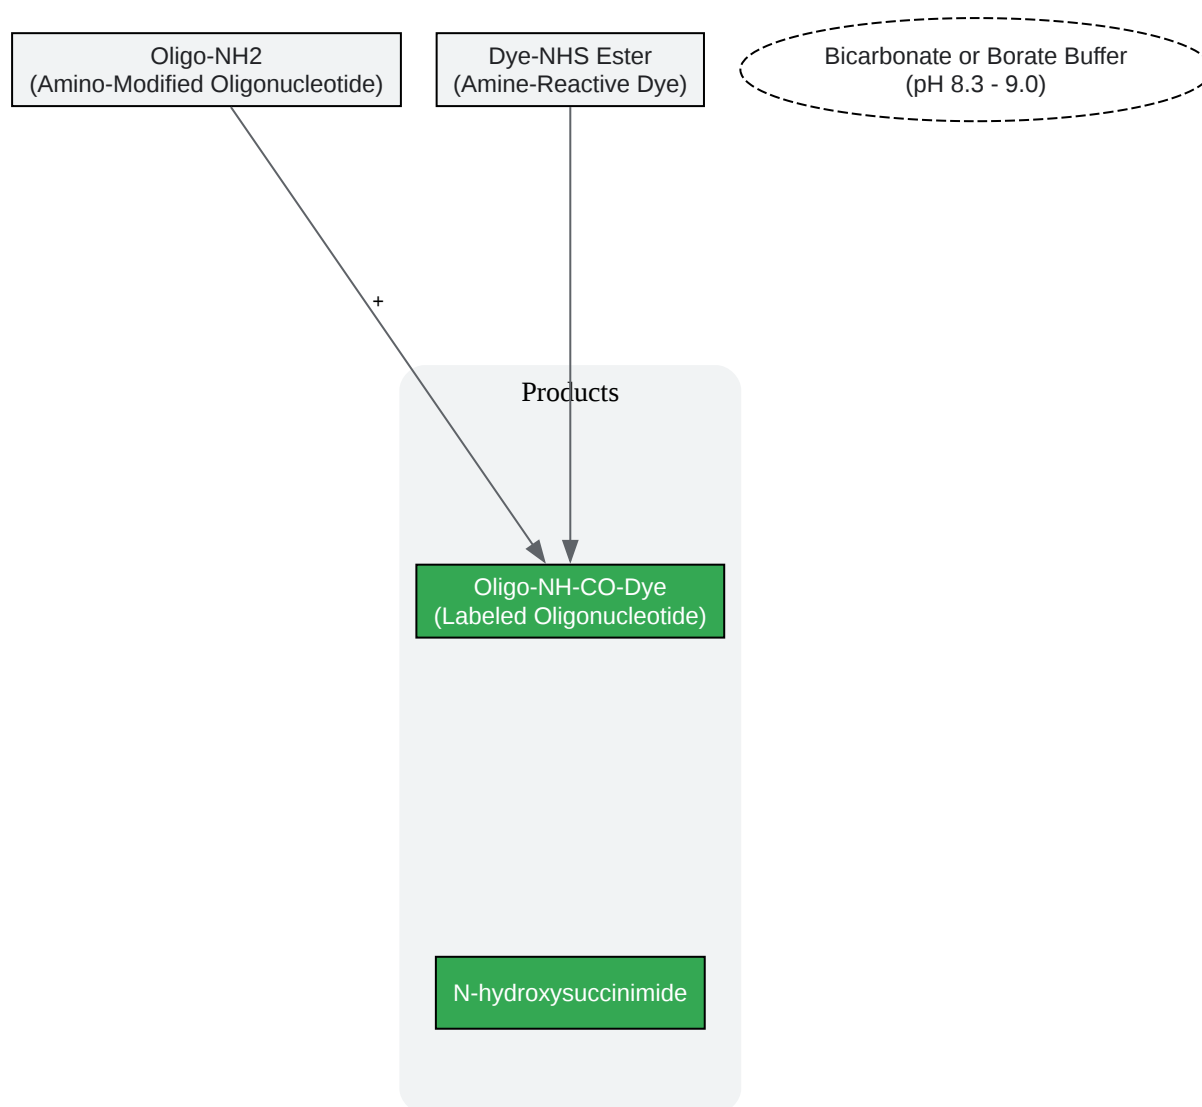 Oligo-NH2
(Amino-Modified Oligonucleotide)
Dye-NHS Ester
(Amine-Reactive Dye)
Bicarbonate or Borate Buffer
(pH 8.3 - 9.0)
+
Products
Oligo-NH-CO-Dye
(Labeled Oligonucleotide)
N-hydroxysuccinimide